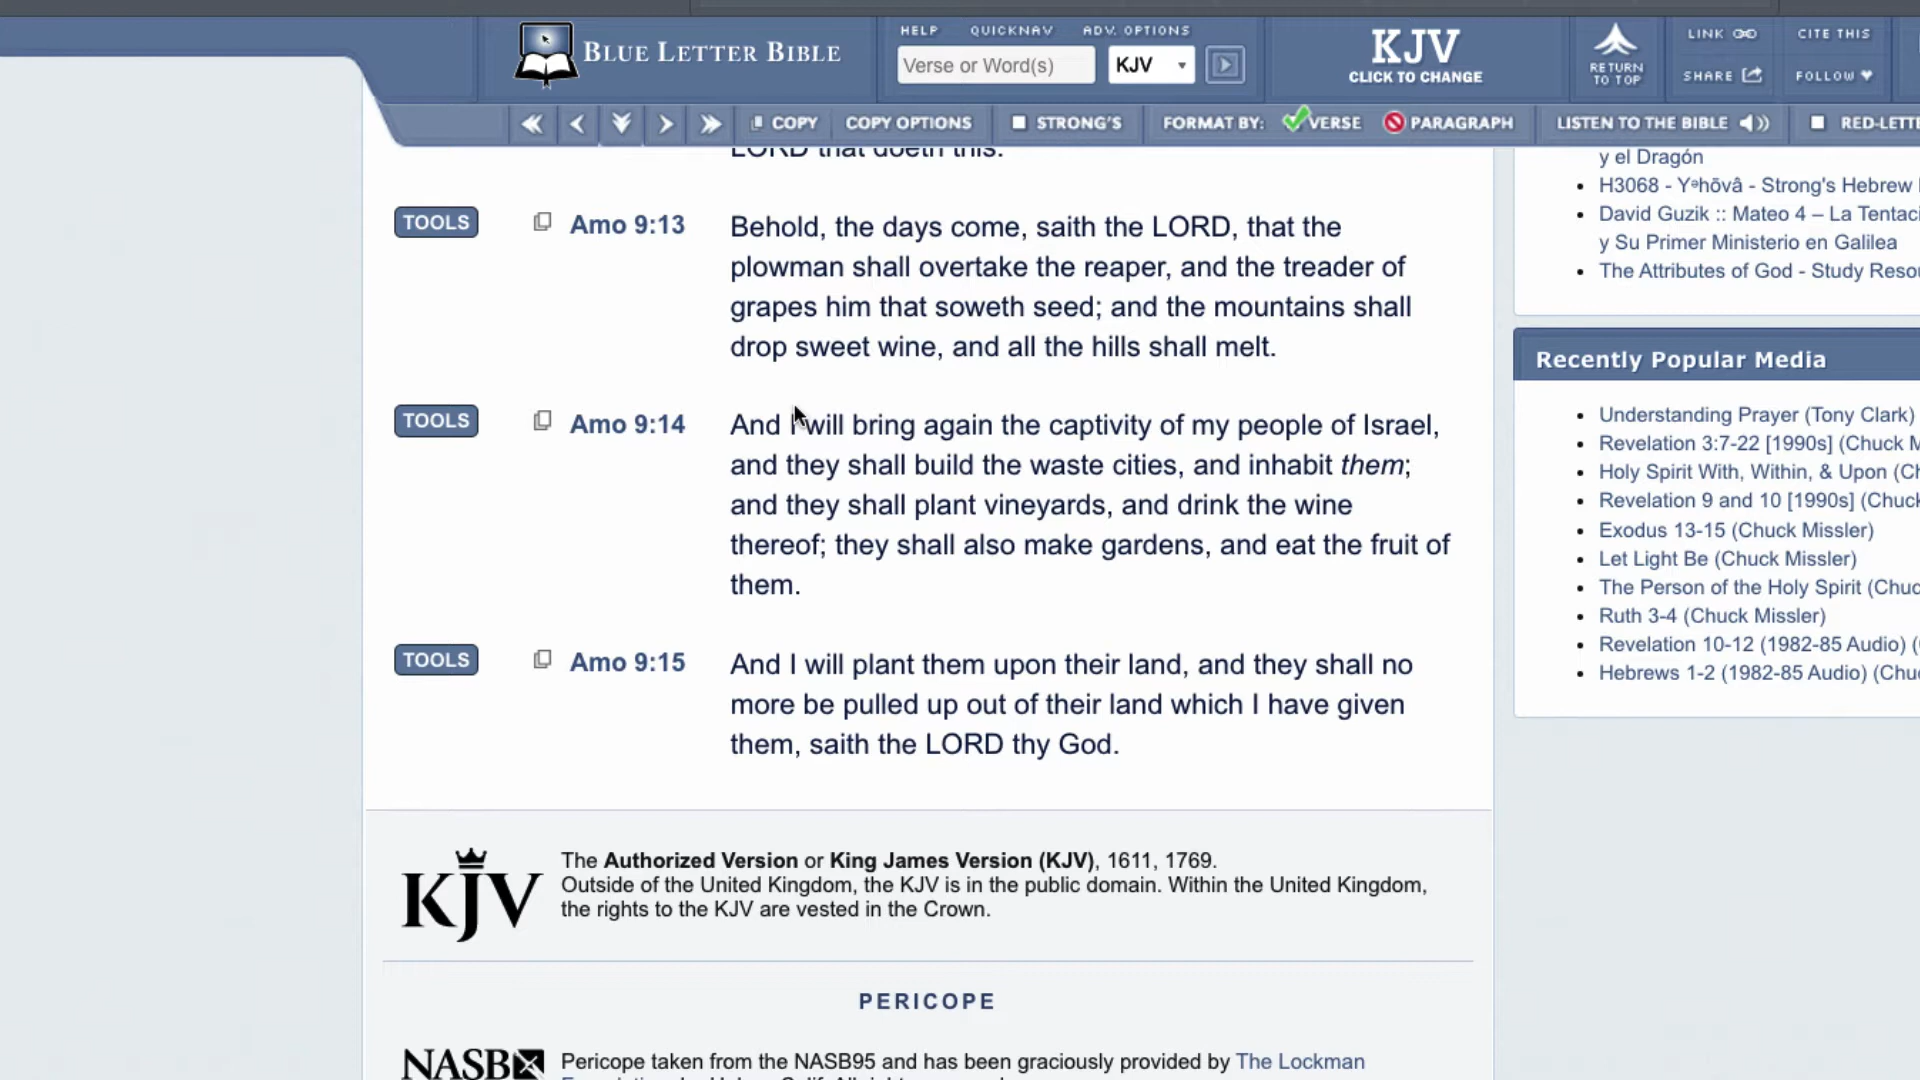 BLUE LETTER BIBLE
HELP QUICKNAV ADV. OPTIONS
Verse or Word(s) KJV
KJV
CLICK TO CHANGE
RETURN
TO TOP
LINK
SHARE
CITE THIS
FOLLOW
COPY COPY OPTIONS STRONG'S FORMAT BY: VERSE PARAGRAPH LISTEN TO THE BIBLE RED-LETT
LORD that doeth this.
TOOLS Amo 9:13 Behold, the days come, saith the LORD, that the
plowman shall overtake the reaper, and the treader of
grapes him that soweth seed; and the mountains shall
drop sweet wine, and all the hills shall melt.
TOOLS Amo 9:14 And I will bring again the captivity of my people of Israel,
and they shall build the waste cities, and inhabit them;
and they shall plant vineyards, and drink the wine
thereof; they shall also make gardens, and eat the fruit of
them.
TOOLS Amo 9:15 And I will plant them upon their land, and they shall no
more be pulled up out of their land which I have given
them, saith the LORD thy God.
KJV
The Authorized Version or King James Version (KJV), 1611, 1769.
Outside of the United Kingdom, the KJV is in the public domain. Within the United Kingdom,
the rights to the KJV are vested in the Crown.
PERICOPE
NASB
Pericope taken from the NASB95 and has been graciously provided by The Lockman
y el Dragón
H3068 - Yᵊhōvâ - Strong's Hebrew
David Guzik :: Mateo 4 – La Tentaci
y Su Primer Ministerio en Galilea
The Attributes of God - Study Reso
Recently Popular Media
Understanding Prayer (Tony Clark)
Revelation 3:7-22 [1990s] (Chuck M
Holy Spirit With, Within, & Upon (Ch
Revelation 9 and 10 [1990s] (Chuck
Exodus 13-15 (Chuck Missler)
Let Light Be (Chuck Missler)
The Person of the Holy Spirit (Chuc
Ruth 3-4 (Chuck Missler)
Revelation 10-12 (1982-85 Audio) (
Hebrews 1-2 (1982-85 Audio) (Chu